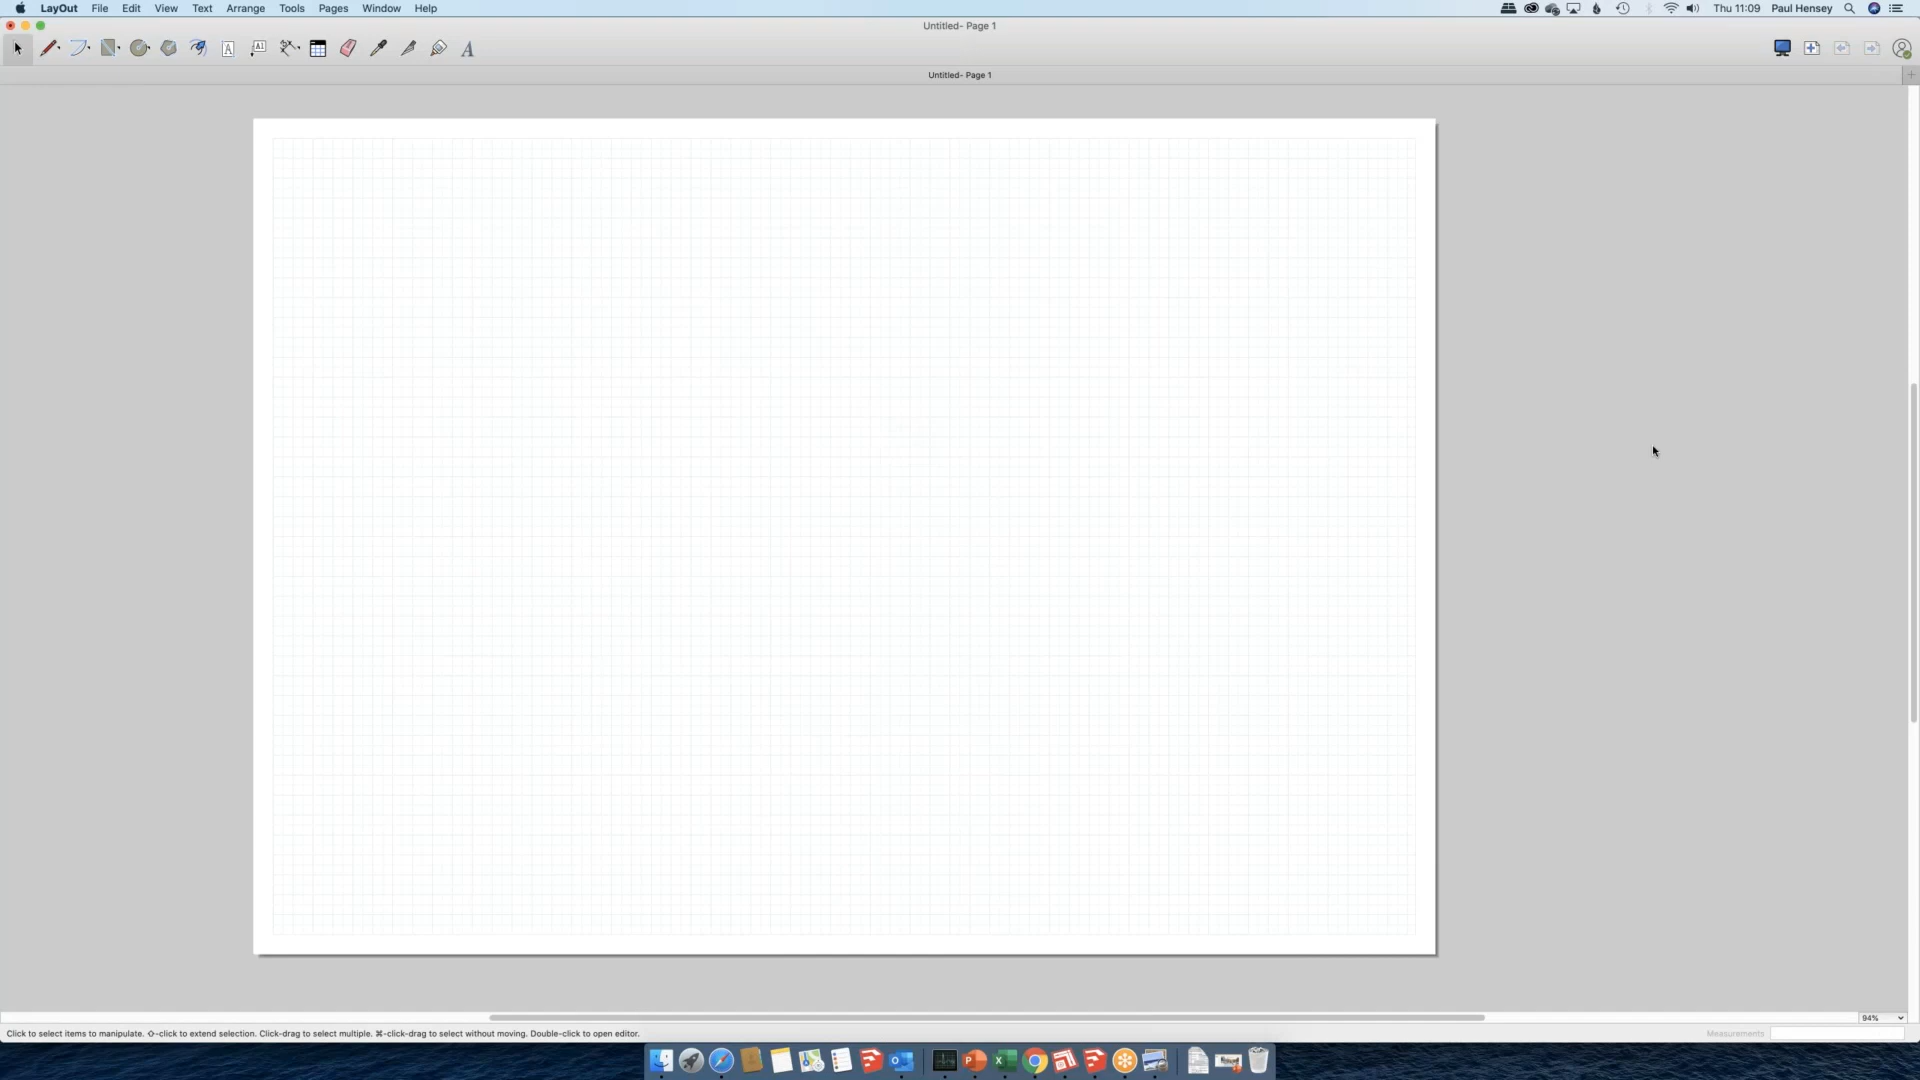 LayOut File Edit View Text Arrange Tools Pages Window Help Thu 11:09 Paul Hensey
Untitled- Page 1
A A1 A
Untitled- Page 1
94%
Click to select items to manipulate. ⇧-click to extend selection. Click-drag to select multiple. ⌘-click-drag to select without moving. Double-click to open editor. Measurements